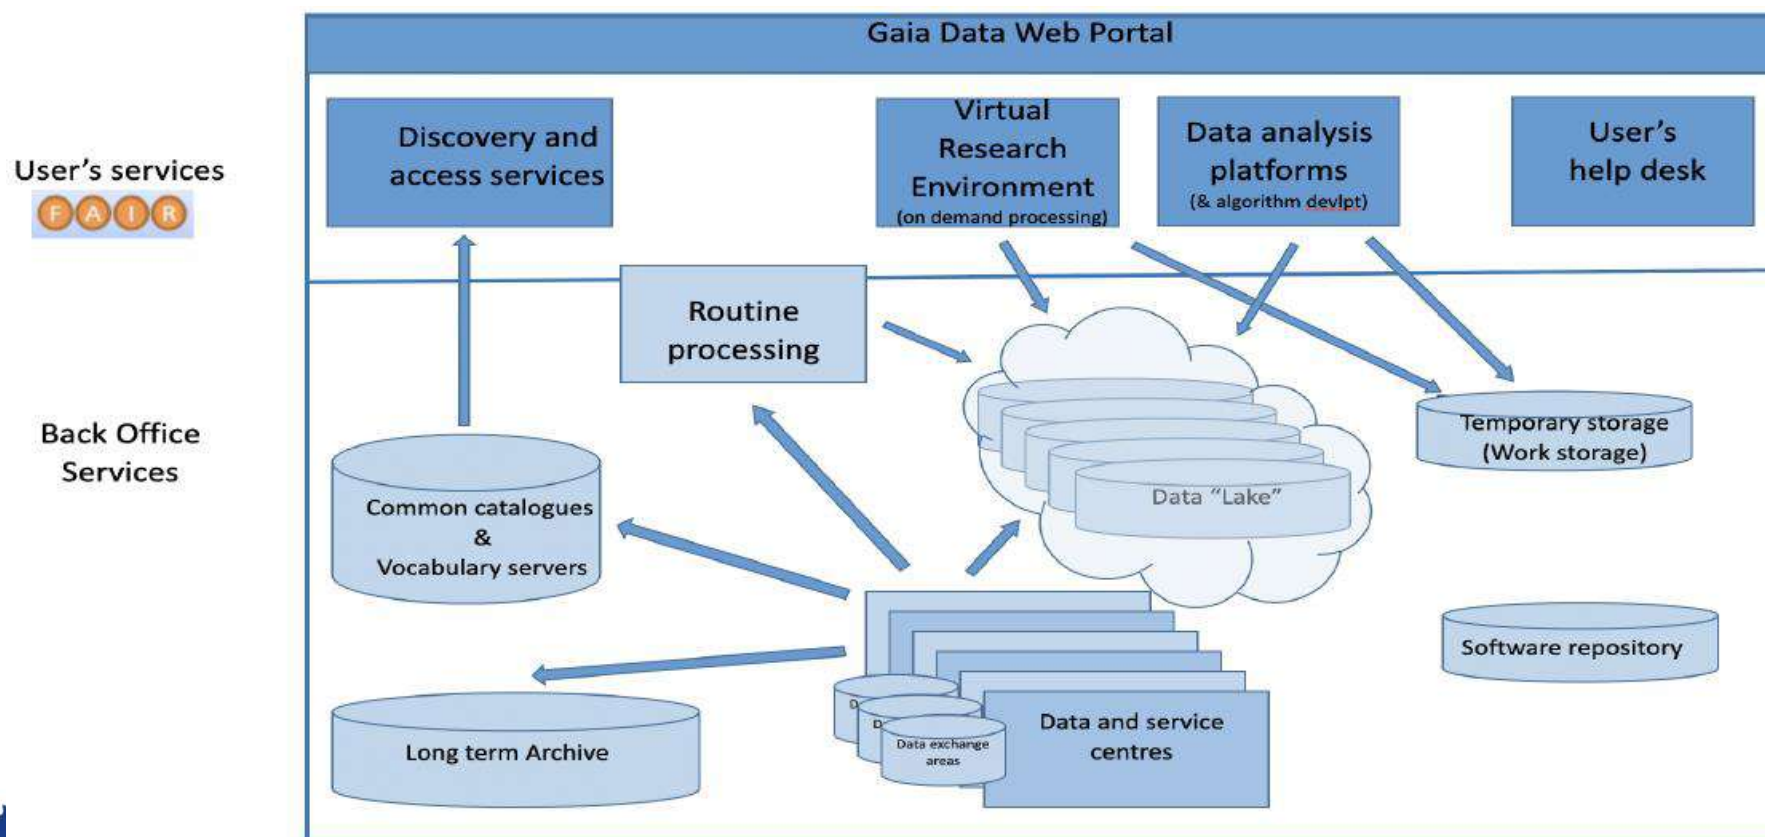 Gaia Data Web Portal
User's services
F A I R
Discovery and
access services
Virtual
Research
Environment
(on demand processing)
Data analysis
platforms
(& algorithm devlpt)
User's
help desk
Back Office
Services
Routine
processing
Common catalogues
&
Vocabulary servers
Data "Lake"
Temporary storage
(Work storage)
Software repository
Long term Archive
D
D
Data exchange
areas
Data and service
centres